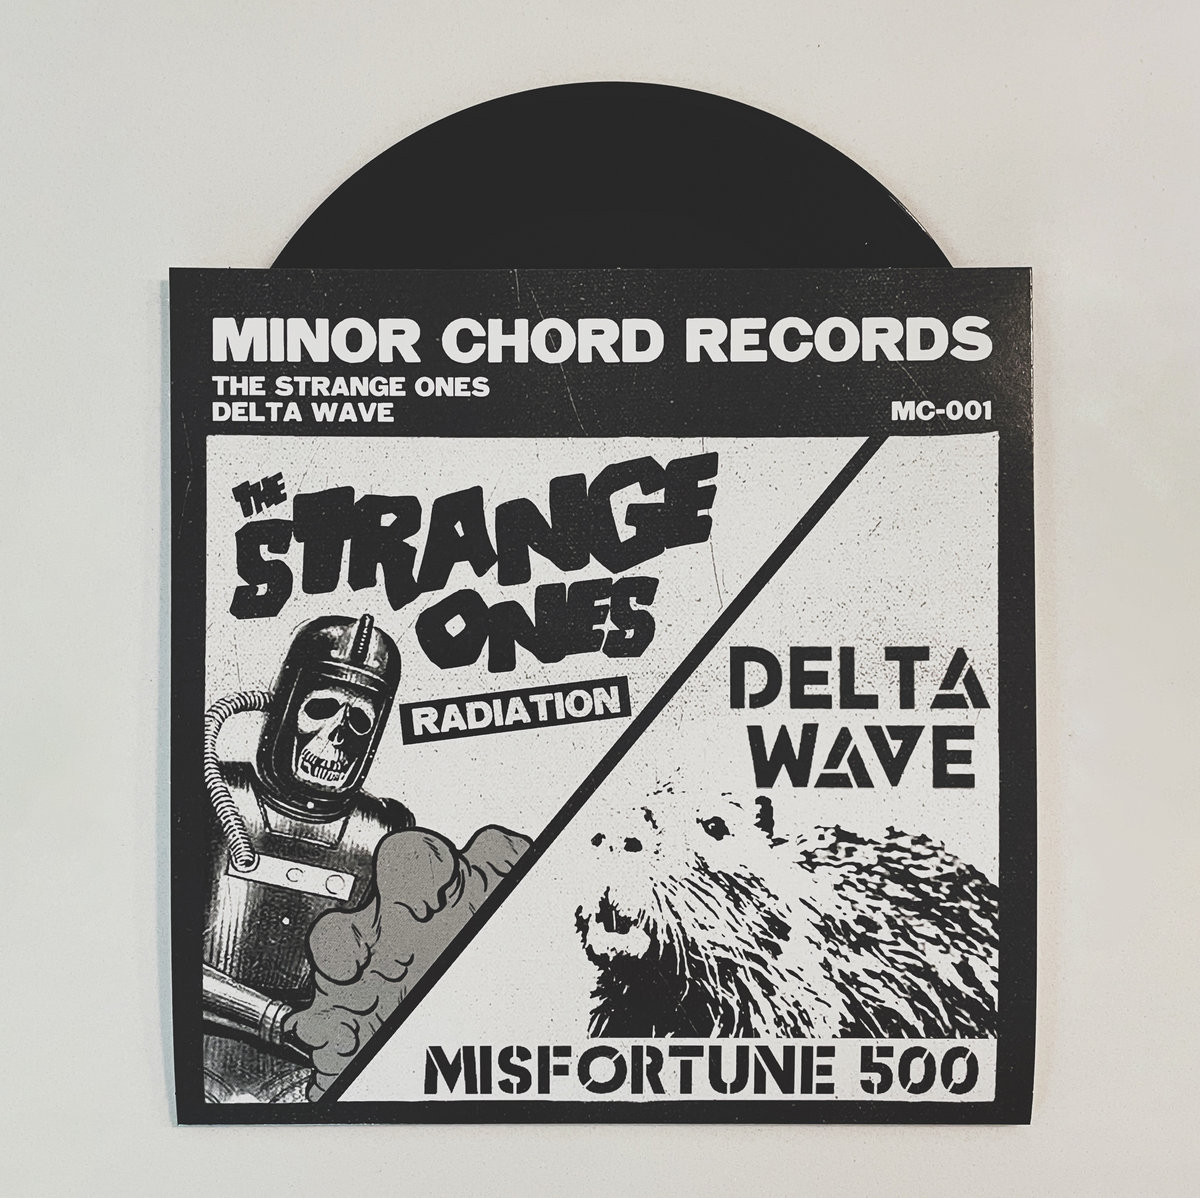 MINOR CHORD RECORDS
THE STRANGE ONES
DELTA WAVE
MC-001
THE
STRANGE
ONES
RADIATION
DELTA
WAVE
MISFORTUNE 500